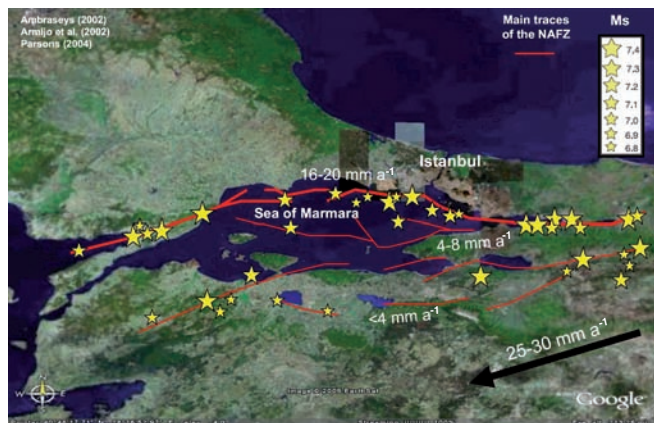 Ambraseys (2002)
Armijo et al. (2002)
Parsons (2004)
Main traces
of the NAFZ
Ms
7.4
7.3
7.2
7.1
7.0
6.9
6.8
16-20 mm a-1
Istanbul
Sea of Marmara
4-8 mm a-1
<4 mm a-1
25-30 mm a-1
N
W
E
S
Google